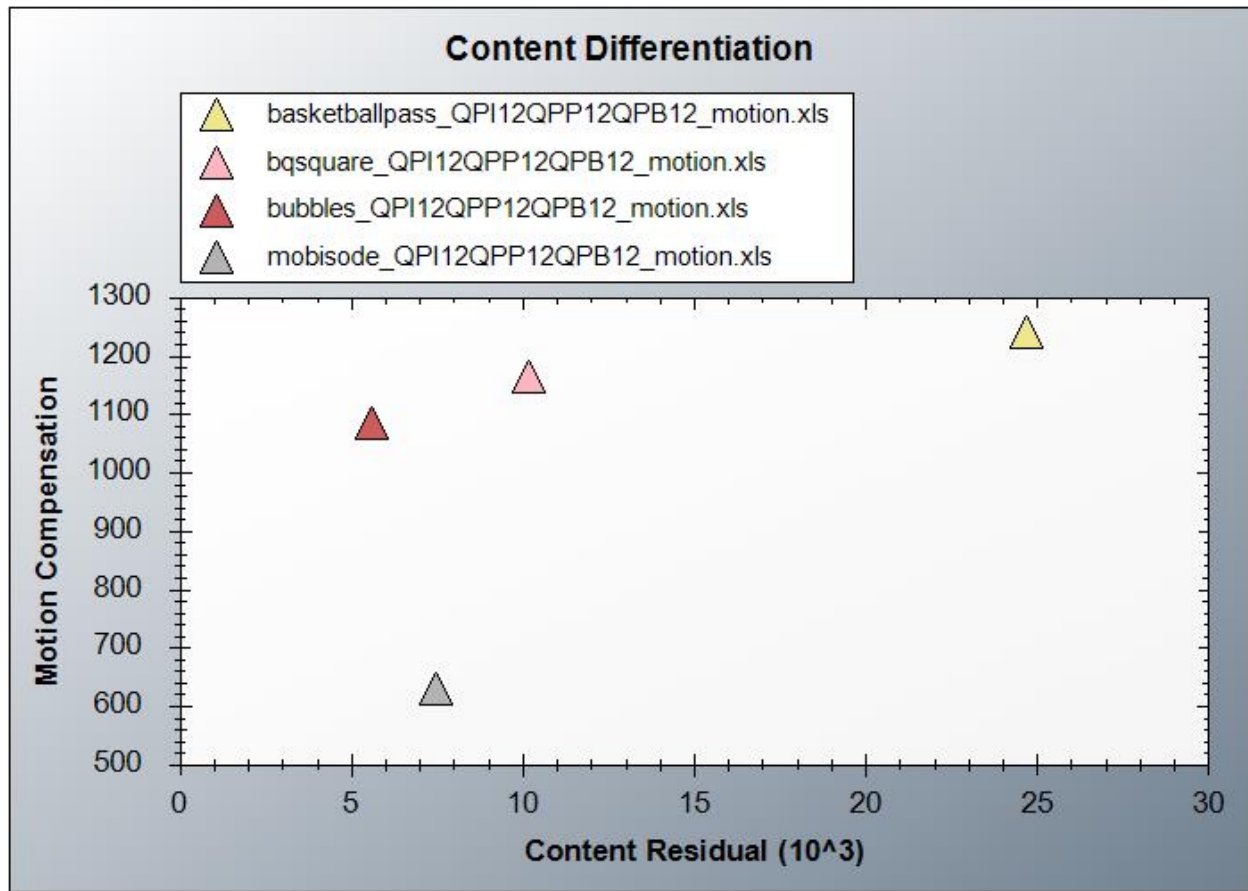 Content Differentiation
basketballpass_QPI12QPP12QPB12_motion.xls
bqsquare_QPI12QPP12QPB12_motion.xls
bubbles_QPI12QPP12QPB12_motion.xls
mobisode_QPI12QPP12QPB12_motion.xls
1300
1200
1100
1000
900
800
700
600
500
Motion Compensation
0 5 10 15 20 25 30
Content Residual (10^3)